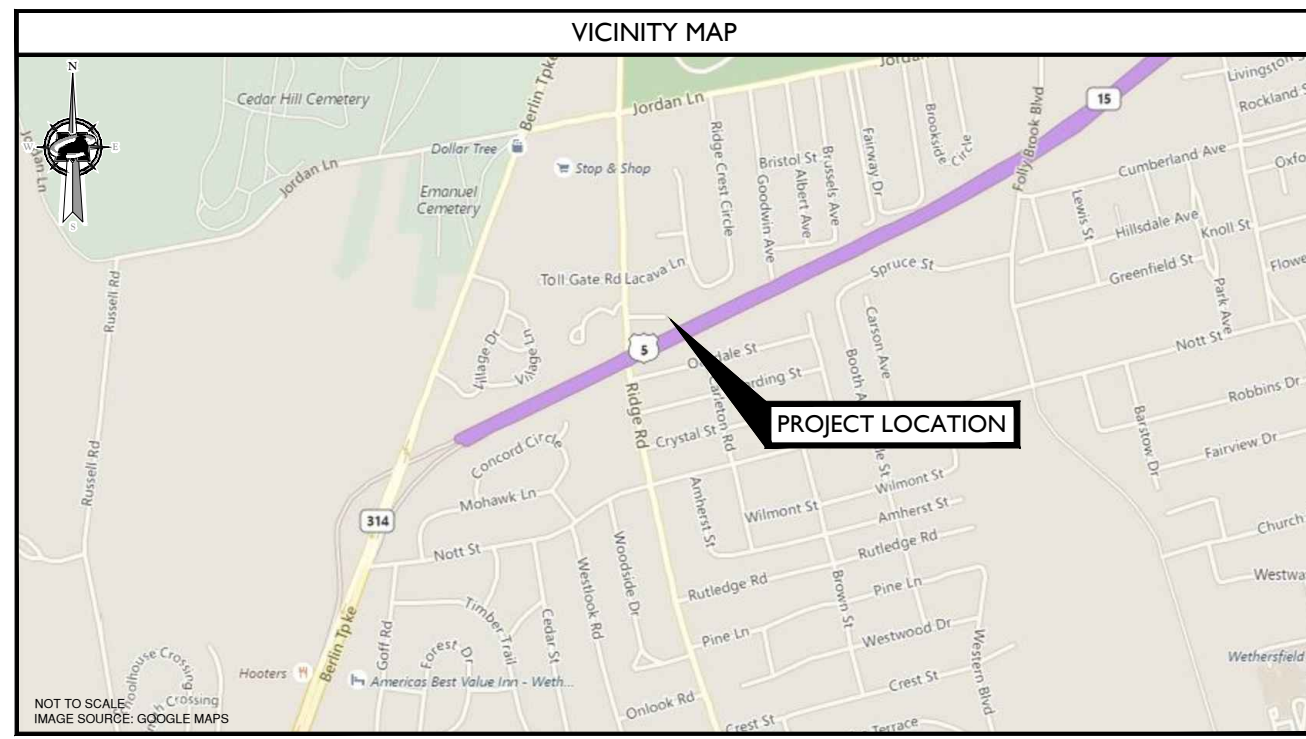 VICINITY MAP
N
W
E
S
Cedar Hill Cemetery
Berlin Tpke
Jordan Ln
15
Livingston
Rockland
Dollar Tree
Stop & Shop
Jordan Ln
Emanuel
Cemetery
Ridge Crest Circle
Bristol St
Goodwin Ave
Albert Ave
Brussels Ave
Fairway Dr
Brookside
Circle
Folly Brook Blvd
Cumberland Ave
Lewis St
Hillsdale Ave
Knoll St
Greenfield St
Park Ave
Toll Gate Rd
Lacava Ln
Spruce St
Russell Rd
Village Dr
Village Ln
5
Carson Ave
Nott St
Robbins Dr
Ridge Rd
Crystal St
Carleton Rd
PROJECT LOCATION
Barstow Dr
Fairview Dr
Concord Circle
Russell Rd
Mohawk Ln
314
Nott St
Amherst St
Wilmont St
Wilmont St
Amherst St
Church
Rutledge Rd
Rutledge Rd
Woodside Dr
Westlook Rd
Brown St
Pine Ln
Pine Ln
Westwood Dr
Western Blvd
Timber Trail
Cedar St
Goff Rd
Forest Dr
Berlin Tpke
Hooters
Americas Best Value Inn - Weth...
Wethersfield
Crest St
Onlook Rd
Crest St
Terrace
Crossing
Crossing
NOT TO SCALE
IMAGE SOURCE: GOOGLE MAPS